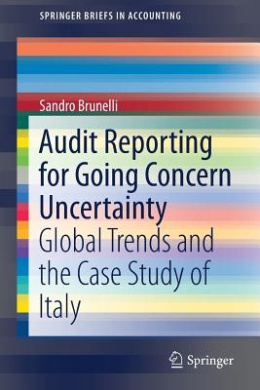 SPRINGER BRIEFS IN ACCOUNTING
Sandro Brunelli
Audit Reporting
for Going Concern
Uncertainty
Global Trends and
the Case Study of
Italy
Springer